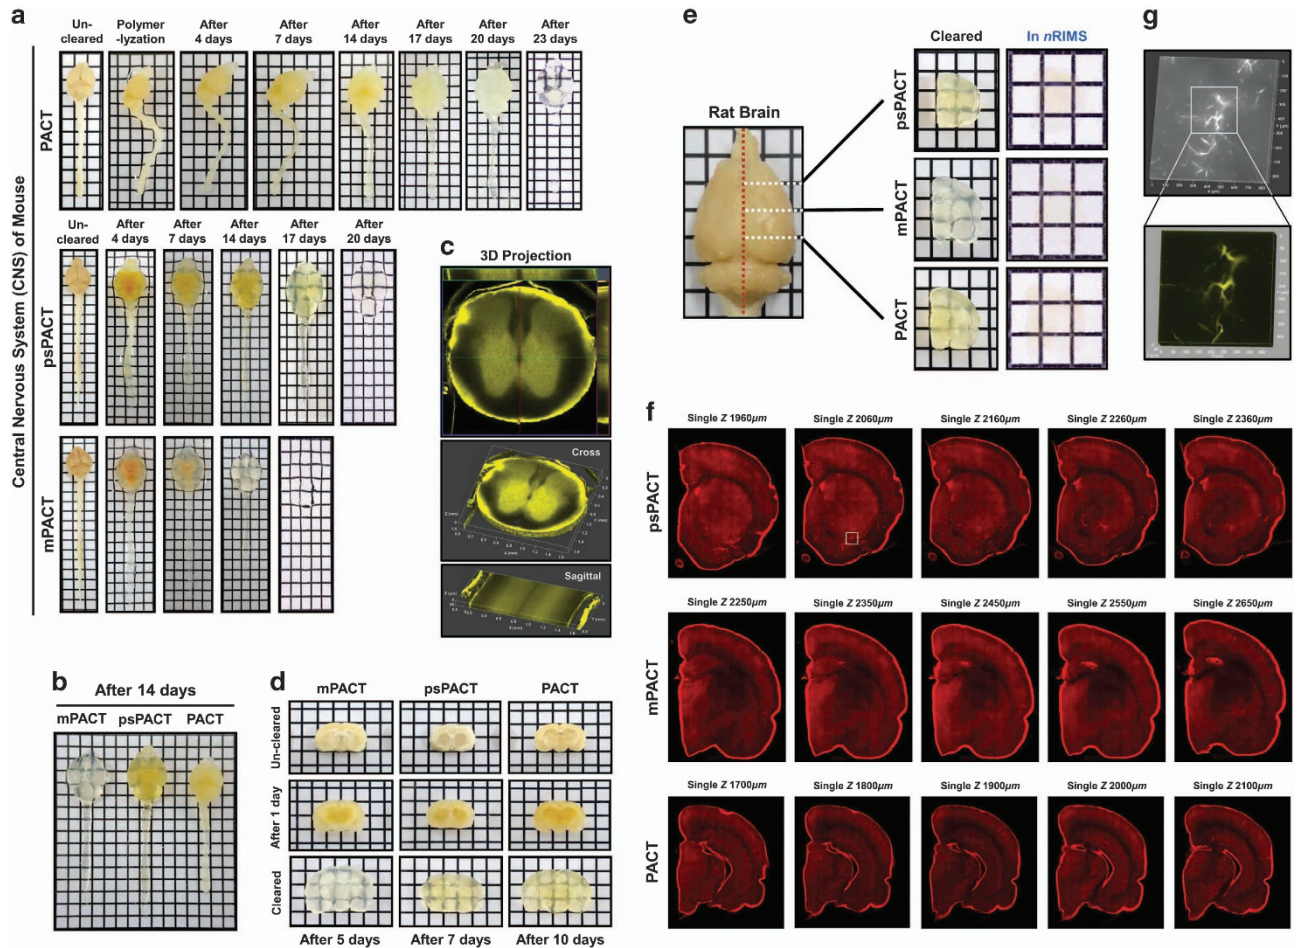 a
Un-
cleared
Polymer
-lyzation
After
4 days
After
7 days
After
14 days
After
17 days
After
20 days
After
23 days
Central Nervous System (CNS) of Mouse
PACT
Un-
cleared
After
4 days
After
7 days
After
14 days
After
17 days
After
20 days
psPACT
mPACT
b
After 14 days
mPACT psPACT PACT
c
3D Projection
Cross
Sagittal
d
mPACT psPACT PACT
Un-cleared
After 1 day
Cleared
After 5 days After 7 days After 10 days
e
Cleared In nRIMS
Rat Brain
psPACT
mPACT
PACT
f
Single Z 1960μm Single Z 2060μm Single Z 2160μm Single Z 2260μm Single Z 2360μm
psPACT
Single Z 2250μm Single Z 2350μm Single Z 2450μm Single Z 2550μm Single Z 2650μm
mPACT
Single Z 1700μm Single Z 1800μm Single Z 1900μm Single Z 2000μm Single Z 2100μm
PACT
g